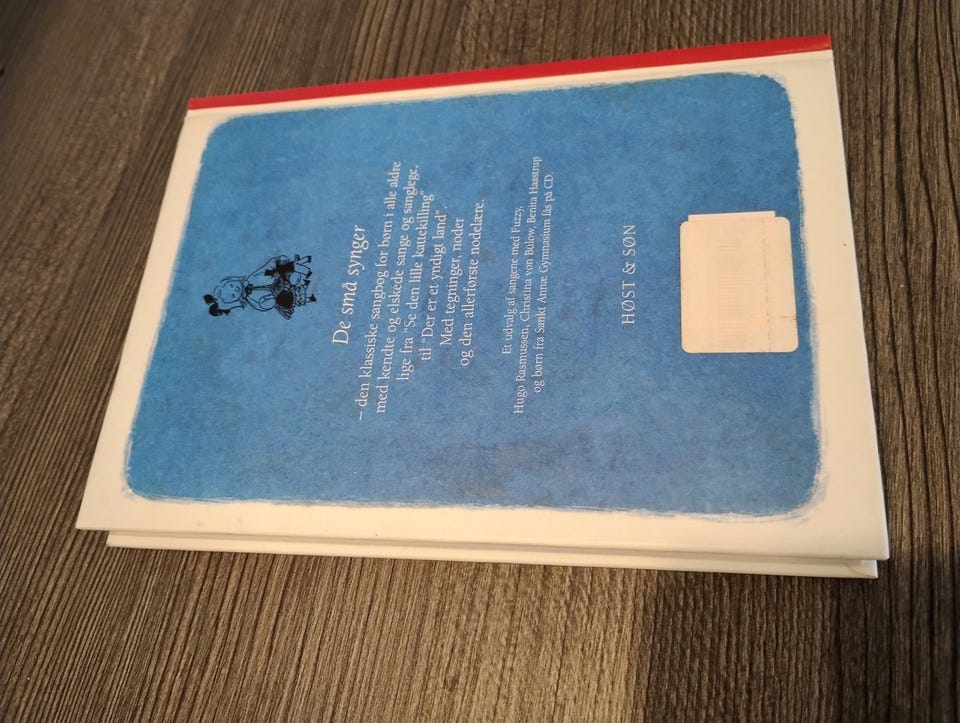 De små synger
– den klassiske sangbog for børn i alle aldre
med kendte og elskede sange og sanglege,
lige fra "Se den lille kattekilling"
til "Der er et yndigt land".
Med tegninger, noder
og den allerførste nodelære.
Et udvalg af sangene med Fuzzy,
Hugo Rasmussen, Christina von Bülow, Benita Haastrup
og børn fra Sankt Annæ Gymnasium fås på CD.
HØST & SØN